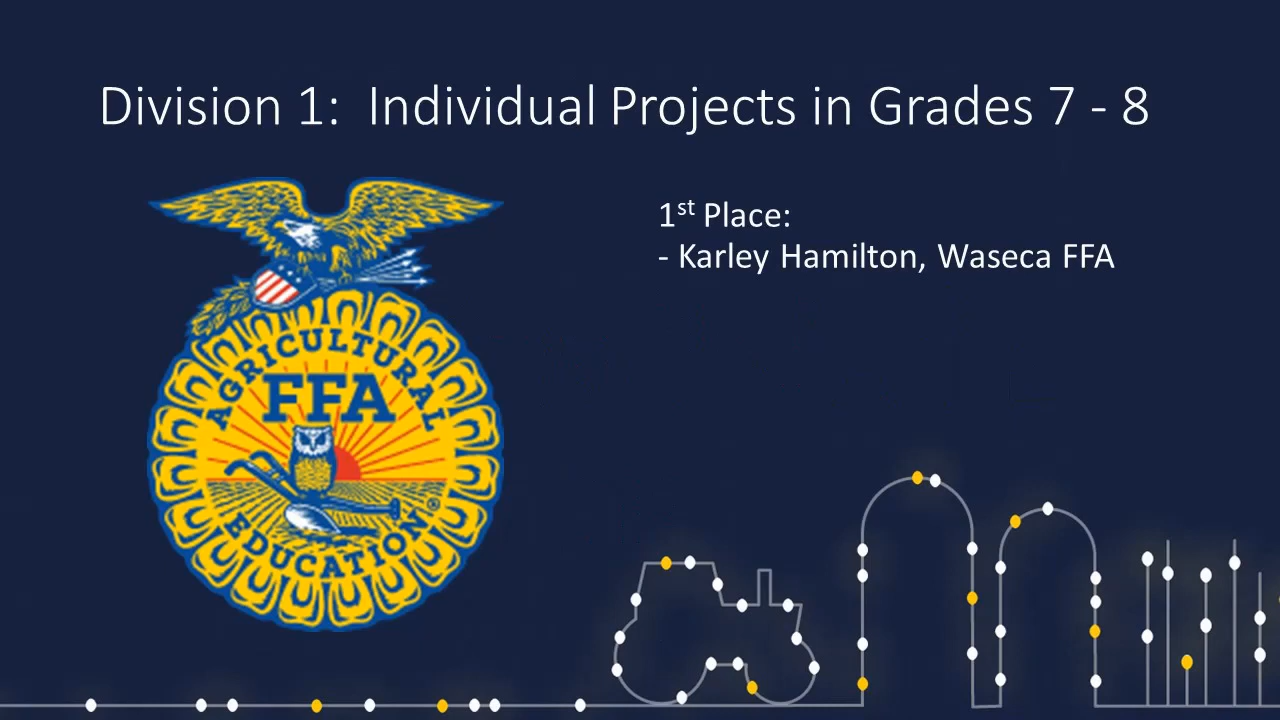 Division 1:  Individual Projects in Grades 7 - 8
1st Place:
- Karley Hamilton, Waseca FFA
AGRICULTURAL
FFA
EDUCATION®